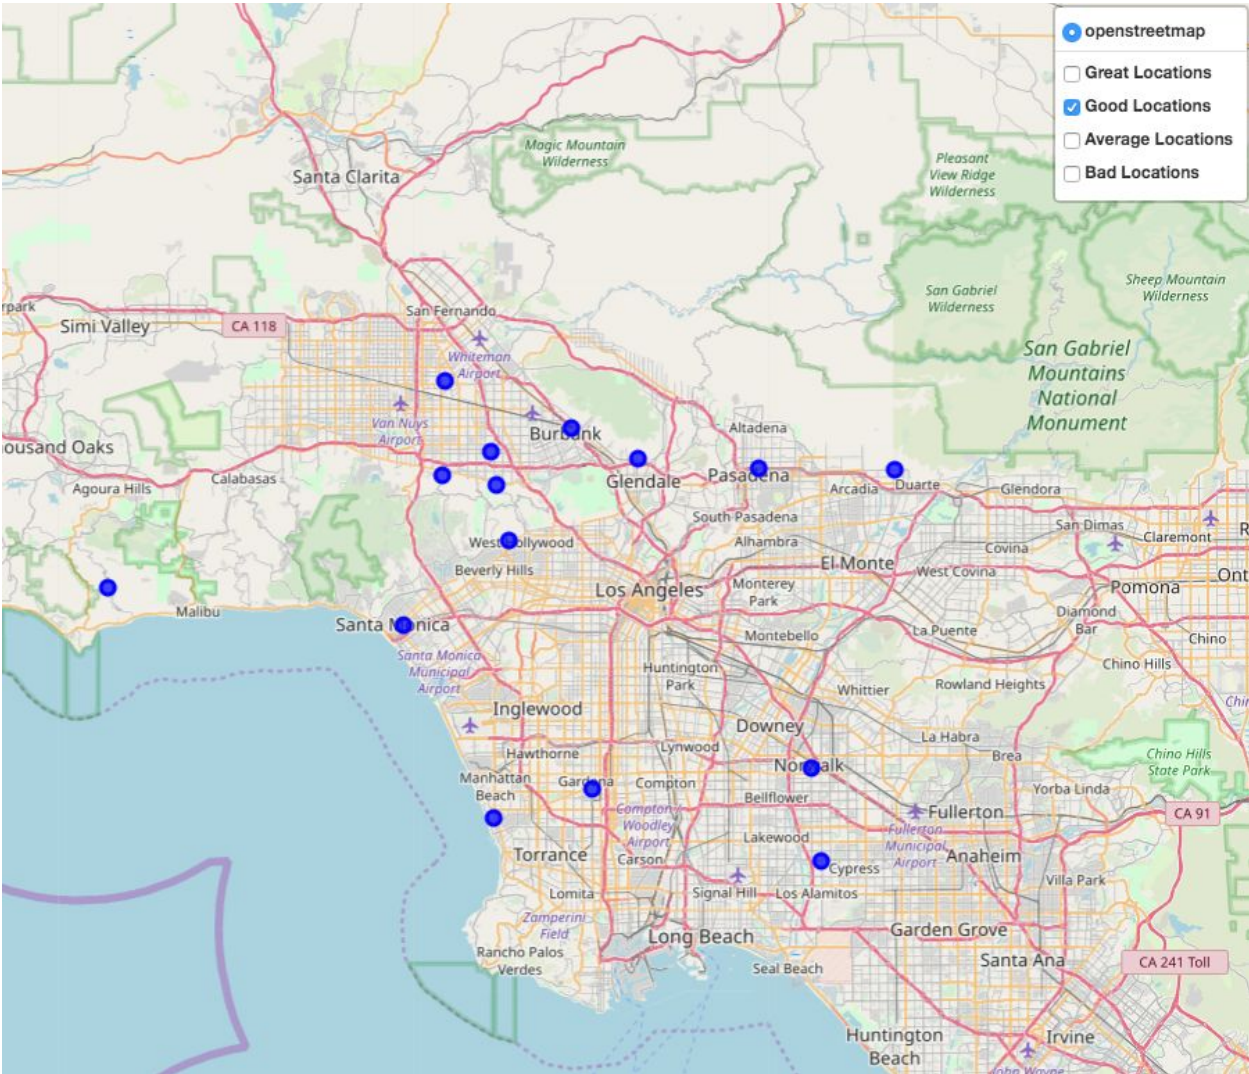 openstreetmap
Great Locations
Good Locations
Average Locations
Bad Locations
Magic Mountain
Wilderness
Pleasant
View Ridge
Wilderness
Santa Clarita
San Gabriel
Wilderness
Sheep Mountain
Wilderness
rpark
Simi Valley
CA 118
San Fernando
Whiteman
Airport
San Gabriel
Mountains
National
Monument
Van Nuys
Airport
Burbank
Altadena
ousand Oaks
Agoura Hills
Calabasas
Glendale
Pasadena
Arcadia
Duarte
Glendora
South Pasadena
San Dimas
Claremont
R
West Hollywood
Alhambra
Covina
Beverly Hills
El Monte
West Covina
Los Angeles
Monterey
Park
Pomona
Ont
Malibu
Santa Monica
Diamond
Bar
Montebello
La Puente
Chino
Santa Monica
Municipal
Airport
Huntington
Park
Whittier
Rowland Heights
Chino Hills
Chir
Inglewood
Downey
La Habra
Brea
Chino Hills
State Park
Hawthorne
Lynwood
Norwalk
Manhattan
Beach
Gardena
Compton
Bellflower
Yorba Linda
CA 91
Compton/
Woodley
Airport
Fullerton
Fullerton
Municipal
Airport
Lakewood
Torrance
Carson
Cypress
Anaheim
Villa Park
Lomita
Signal Hill
Los Alamitos
Zamperini
Field
Long Beach
Garden Grove
Rancho Palos
Verdes
Seal Beach
Santa Ana
CA 241 Toll
Huntington
Beach
Irvine
John Wayne